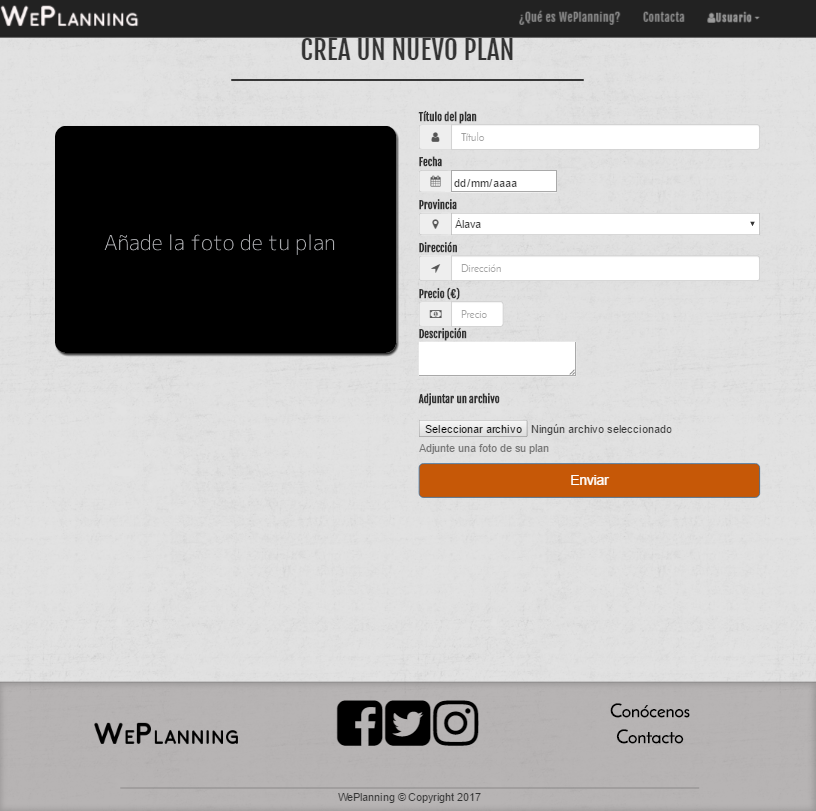 WePlanning
¿Qué es WePlanning? Contacta Usuario
CREA UN NUEVO PLAN
Añade la foto de tu plan
Título del plan
Título
Fecha
dd/mm/aaaa
Provincia
Álava
Dirección
Dirección
Precio (€)
Precio
Descripción
Adjuntar un archivo
Seleccionar archivo Ningún archivo seleccionado
Adjunte una foto de su plan
Enviar
WePlanning
Conócenos
Contacto
WePlanning © Copyright 2017